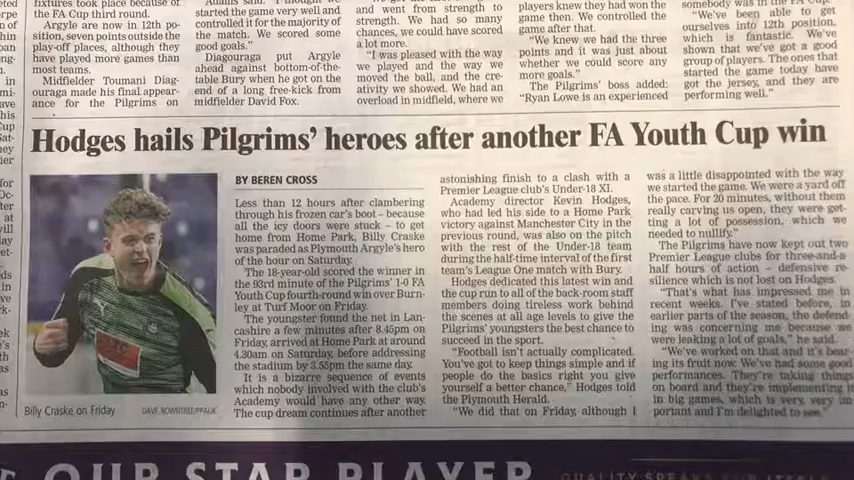 fixtures took place because of
the FA Cup third round.
Argyle are now in 12th po-
sition, seven points outside the
play-off places, although they
have played more games than
most teams.
Midfielder Toumani Diag-
ouraga made his final appear-
ance for the Pilgrims on
started the game very well and
controlled it for the majority of
the match. We scored some
good goals."
Diagouraga put Argyle
ahead against bottom-of-the-
table Bury when he got on the
end of a long free-kick from
midfielder David Fox.
and went from strength to
strength. We had so many
chances, we could have scored
a lot more.
"I was pleased with the way
we played and the way we
moved the ball, and the cre-
ativity we showed. We had an
overload in midfield, where we
players knew they had won the
game then. We controlled the
game after that.
"We knew we had the three
points and it was just about
whether we could score any
more goals."
The Pilgrims' boss added:
"Ryan Lowe is an experienced
somebody was in the FA Cup.
"We've been able to get
ourselves into 12th position,
which is fantastic. We've
shown that we've got a good
group of players. The ones that
started the game today have
got the jersey, and they are
performing well."
Hodges hails Pilgrims' heroes after another FA Youth Cup win
BY BEREN CROSS
Less than 12 hours after clambering
through his frozen car's boot – because
all the icy doors were stuck – to get
home from Home Park, Billy Craske
was paraded as Plymouth Argyle's hero
of the hour on Saturday.
The 18-year-old scored the winner in
the 93rd minute of the Pilgrims' 1-0 FA
Youth Cup fourth-round win over Burn-
ley at Turf Moor on Friday.
The youngster found the net in Lan-
cashire a few minutes after 8.45pm on
Friday, arrived at Home Park at around
4.30am on Saturday, before addressing
the stadium by 3.55pm the same day.
It is a bizarre sequence of events
which nobody involved with the club's
Academy would have any other way.
The cup dream continues after another
astonishing finish to a clash with a
Premier League club's Under-18 XI.
Academy director Kevin Hodges,
who had led his side to a Home Park
victory against Manchester City in the
previous round, was also on the pitch
with the rest of the Under-18 team
during the half-time interval of the first
team's League One match with Bury.
Hodges dedicated this latest win and
the cup run to all of the back-room staff
members doing tireless work behind
the scenes at all age levels to give the
Pilgrims' youngsters the best chance to
succeed in the sport.
"Football isn't actually complicated.
You've got to keep things simple and if
people do the basics right you give
yourself a better chance," Hodges told
the Plymouth Herald.
"We did that on Friday, although I
was a little disappointed with the way
we started the game. We were a yard off
the pace. For 20 minutes, without them
really carving us open, they were get-
ting a lot of possession, which we
needed to nullify."
The Pilgrims have now kept out two
Premier League clubs for three-and-a
half hours of action – defensive re-
silience which is not lost on Hodges.
"That's what has impressed me in
recent weeks. I've stated before, in
earlier parts of the season, the defend-
ing was concerning me because we
were leaking a lot of goals," he said.
"We've worked on that and it's bear-
ing its fruit now. We've had some good
performances. They're taking things
on board and they're implementing it
in big games, which is very, very im-
portant and I'm delighted to see."
Billy Craske on Friday
DAVE ROWNTREE/PPAUK
OUR STAR PLAYER